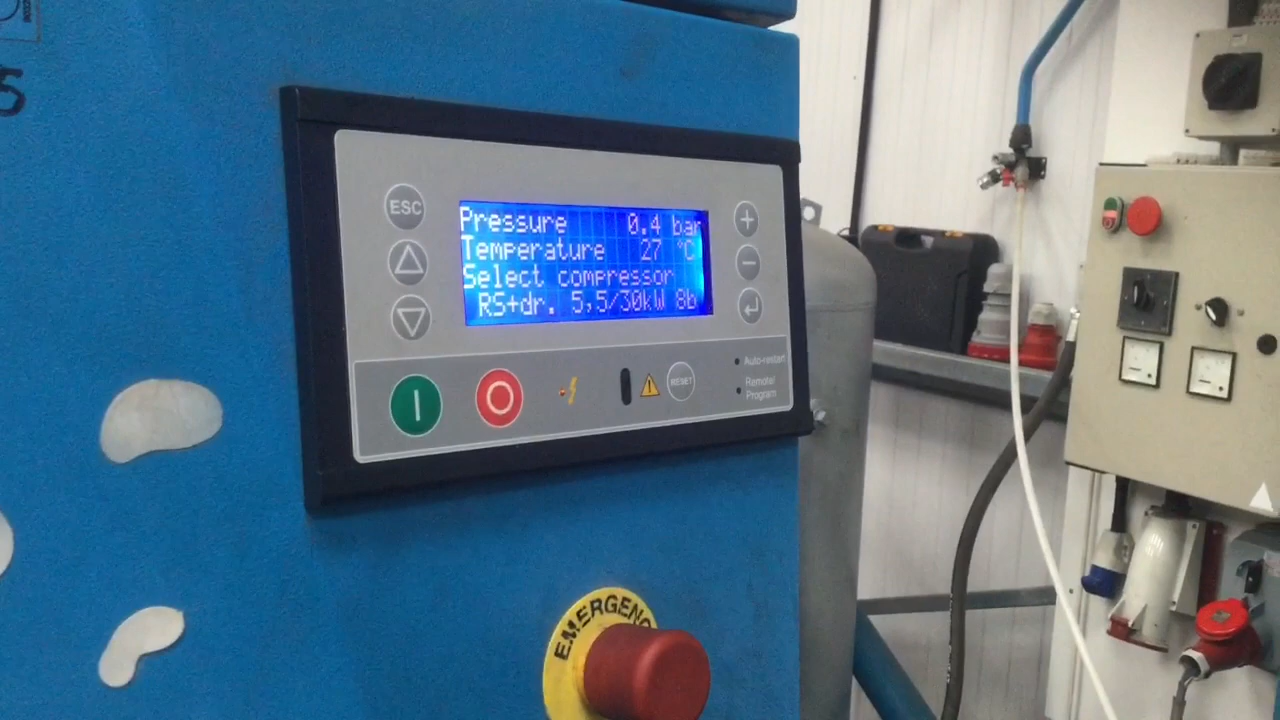 5
ESC
Pressure 0.4 bar
Temperature 27 °C
Select compressor
RS+dr. 5,5/30kW 8b
+
−
RESET
Auto-restart
Remote/
Program
EMERGENC